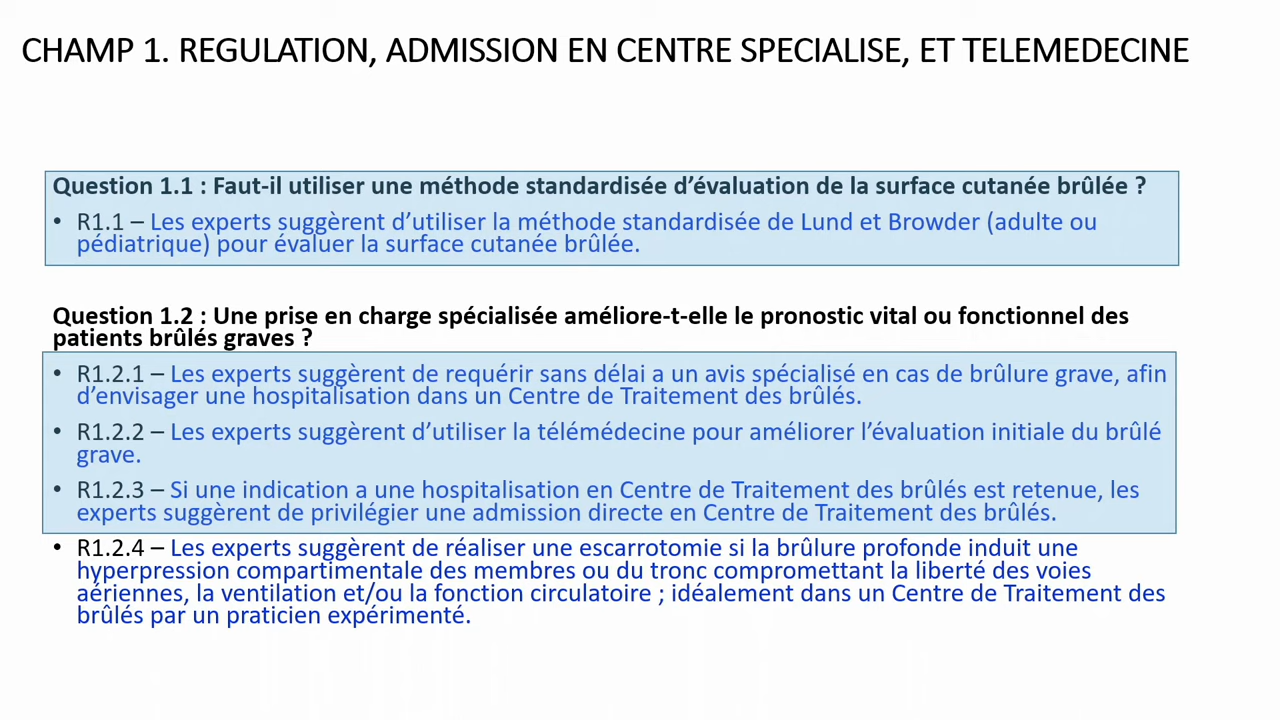 CHAMP 1. REGULATION, ADMISSION EN CENTRE SPECIALISE, ET TELEMEDECINE
Question 1.1 : Faut-il utiliser une méthode standardisée d’évaluation de la surface cutanée brûlée ?
• R1.1 – Les experts suggèrent d’utiliser la méthode standardisée de Lund et Browder (adulte ou
pédiatrique) pour évaluer la surface cutanée brûlée.
Question 1.2 : Une prise en charge spécialisée améliore-t-elle le pronostic vital ou fonctionnel des
patients brûlés graves ?
• R1.2.1 – Les experts suggèrent de requérir sans délai a un avis spécialisé en cas de brûlure grave, afin
d’envisager une hospitalisation dans un Centre de Traitement des brûlés.
• R1.2.2 – Les experts suggèrent d’utiliser la télémédecine pour améliorer l’évaluation initiale du brûlé
grave.
• R1.2.3 – Si une indication a une hospitalisation en Centre de Traitement des brûlés est retenue, les
experts suggèrent de privilégier une admission directe en Centre de Traitement des brûlés.
• R1.2.4 – Les experts suggèrent de réaliser une escarrotomie si la brûlure profonde induit une
hyperpression compartimentale des membres ou du tronc compromettant la liberté des voies
aériennes, la ventilation et/ou la fonction circulatoire ; idéalement dans un Centre de Traitement des
brûlés par un praticien expérimenté.